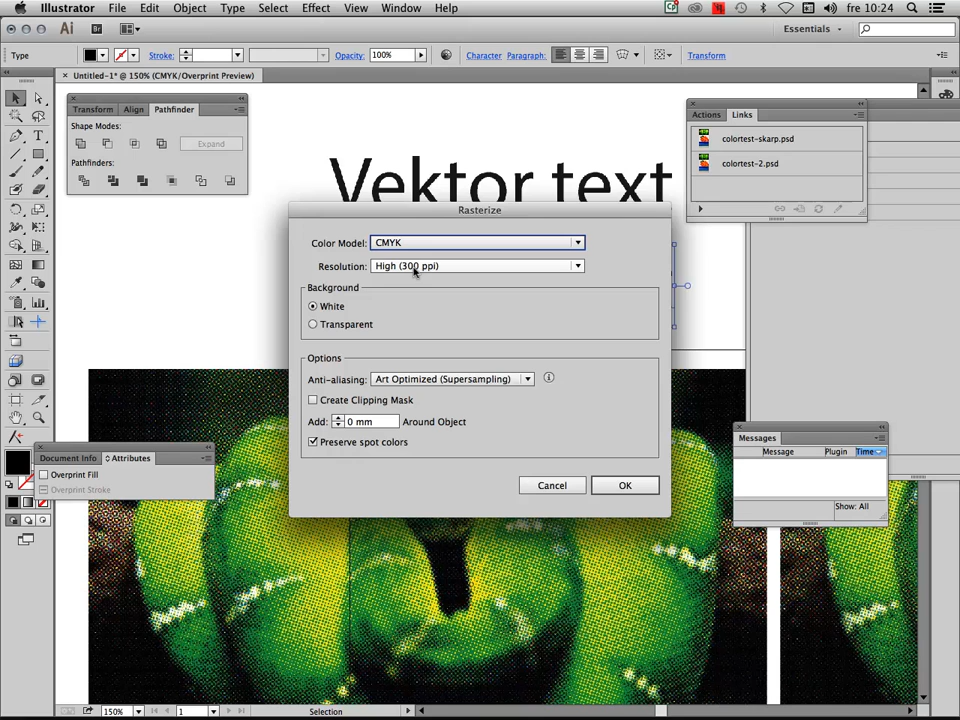 Illustrator File Edit Object Type Select Effect View Window Help
fre 10:24
Ai Br
Essentials
Type
Stroke:
Opacity: 100%
Character Paragraph:
Transform
Untitled-1* @ 150% (CMYK/Overprint Preview)
Transform Align Pathfinder
Shape Modes:
Expand
Pathfinders:
Actions Links
colortest-skarp.psd
colortest-2.psd
Vektor text
Rasterize
Color Model: CMYK
Resolution: High (300 ppi)
Background
White
Transparent
Options
Anti-aliasing: Art Optimized (Supersampling)
Create Clipping Mask
Add: 0 mm Around Object
Preserve spot colors
Cancel OK
Document Info Attributes
Overprint Fill
Overprint Stroke
Messages
Message Plugin Time
Show: All
150% 1 Selection